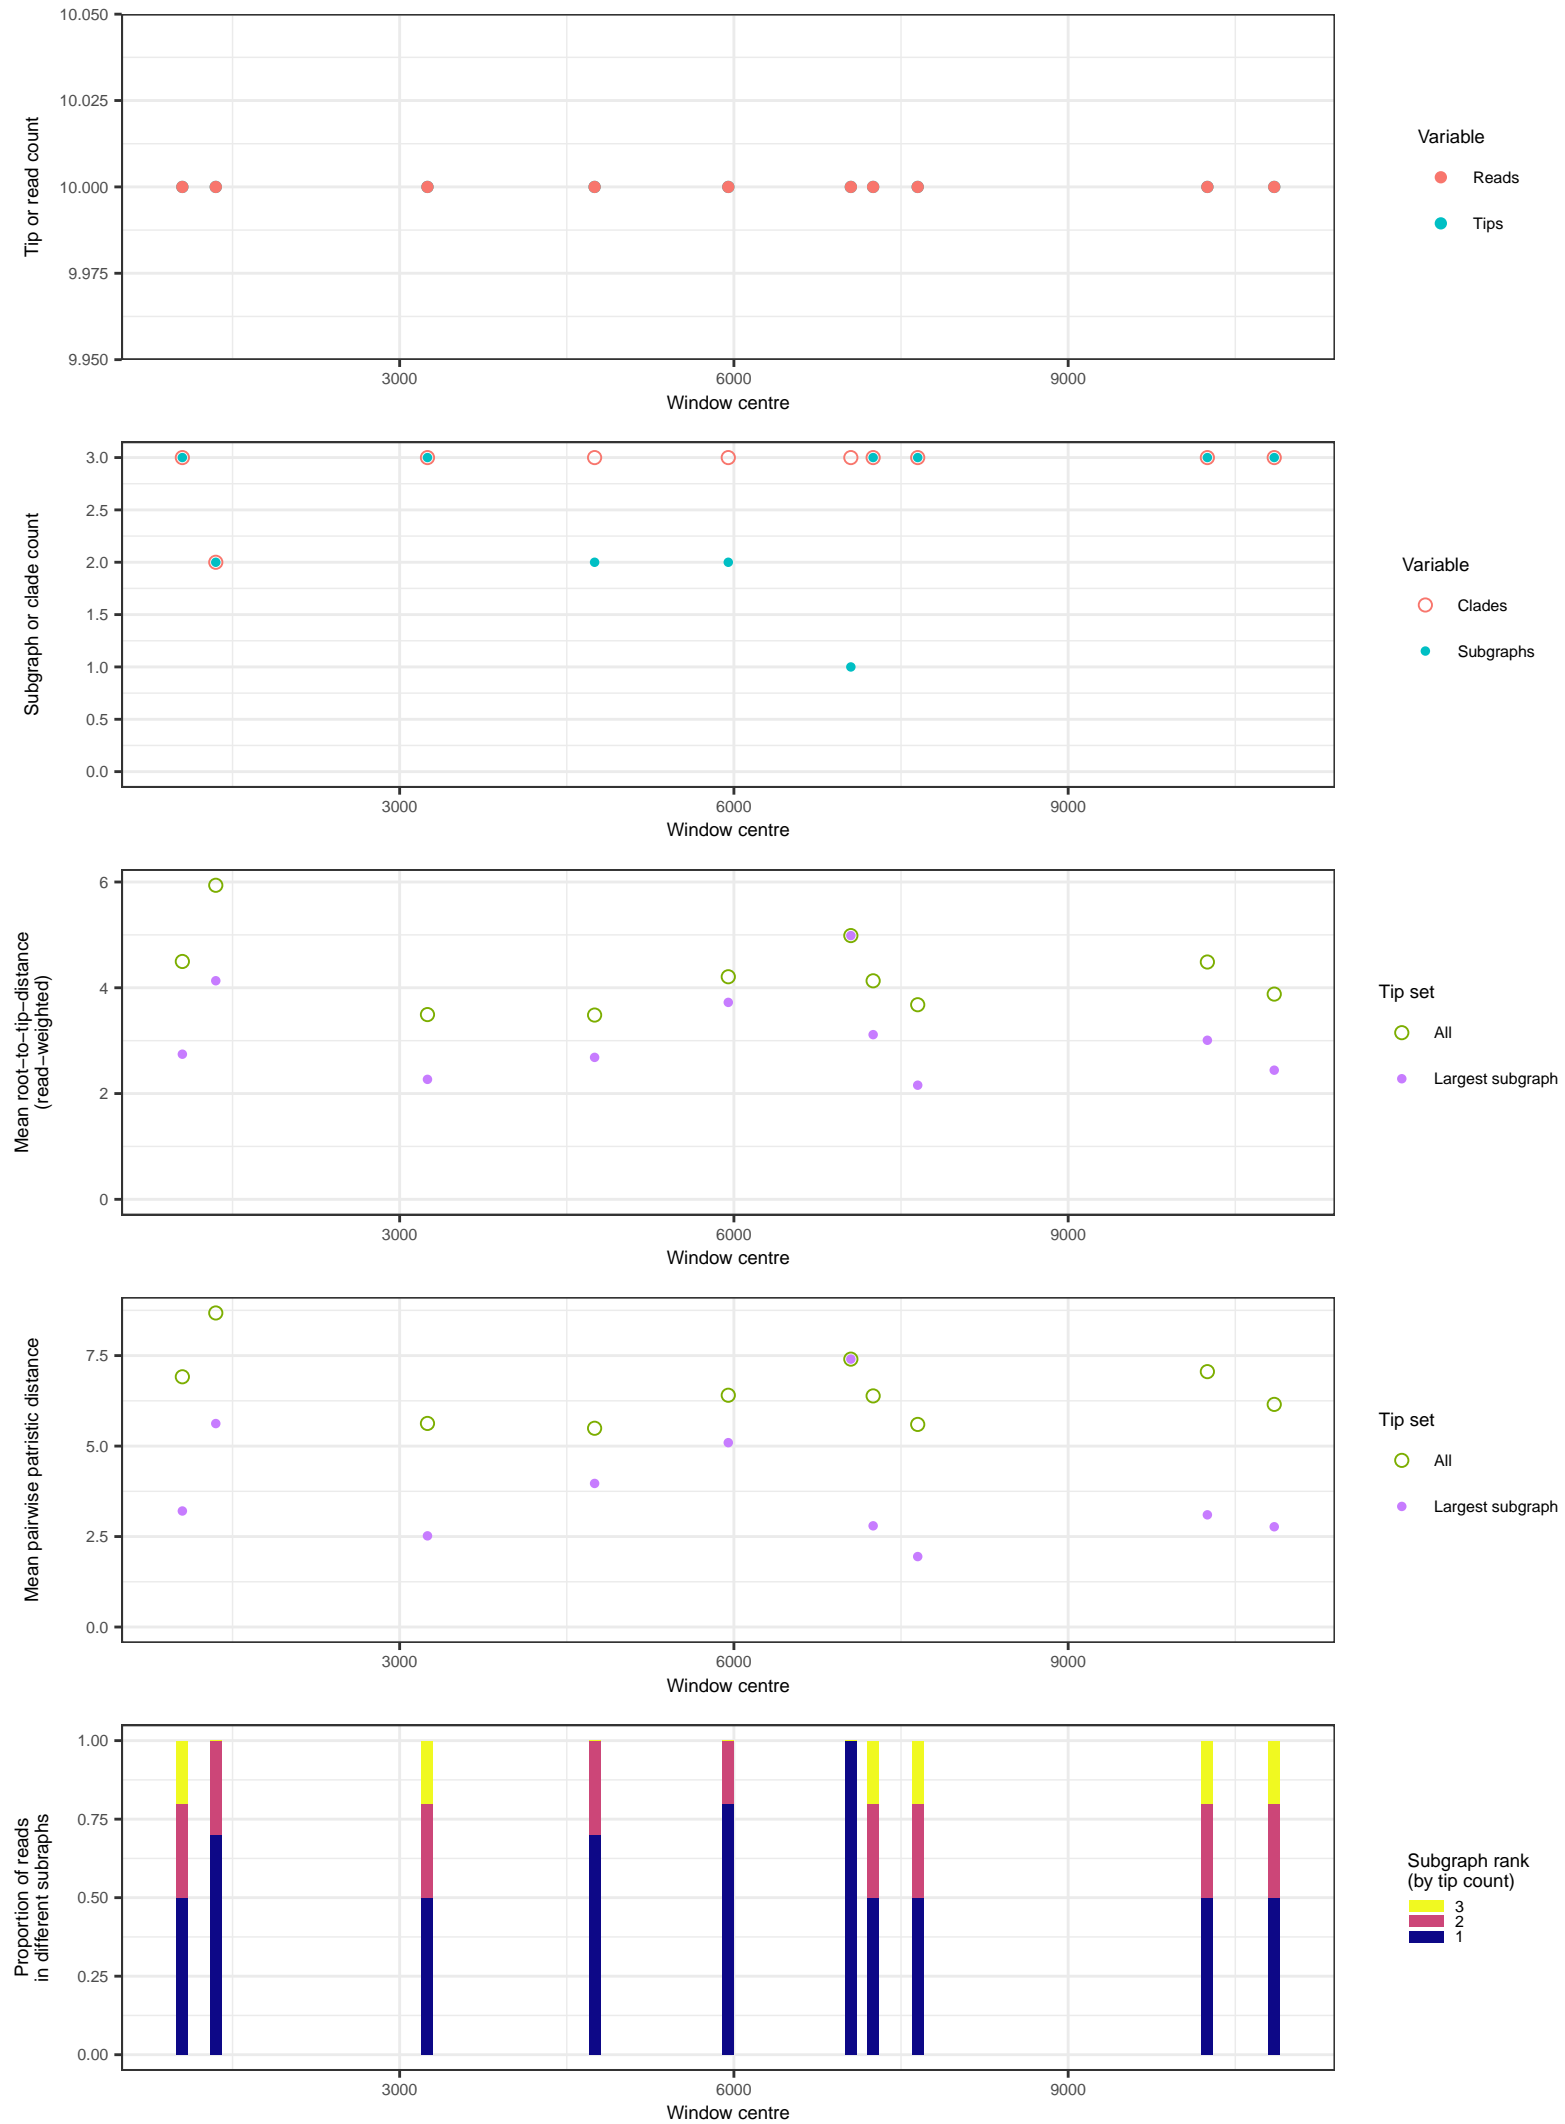 10.050
10.025
10.000
9.975
9.950
Tip or read count
3000 6000 9000
Window centre
Variable
Reads
Tips
3.0
2.5
2.0
1.5
1.0
0.5
0.0
Subgraph or clade count
3000 6000 9000
Window centre
Variable
Clades
Subgraphs
6
4
2
0
Mean root−to−tip−distance
(read−weighted)
3000 6000 9000
Window centre
Tip set
All
Largest subgraph
7.5
5.0
2.5
0.0
Mean pairwise patristic distance
3000 6000 9000
Window centre
Tip set
All
Largest subgraph
1.00
0.75
0.50
0.25
0.00
Proportion of reads
in different subraphs
3000 6000 9000
Window centre
Subgraph rank
(by tip count)
3
2
1